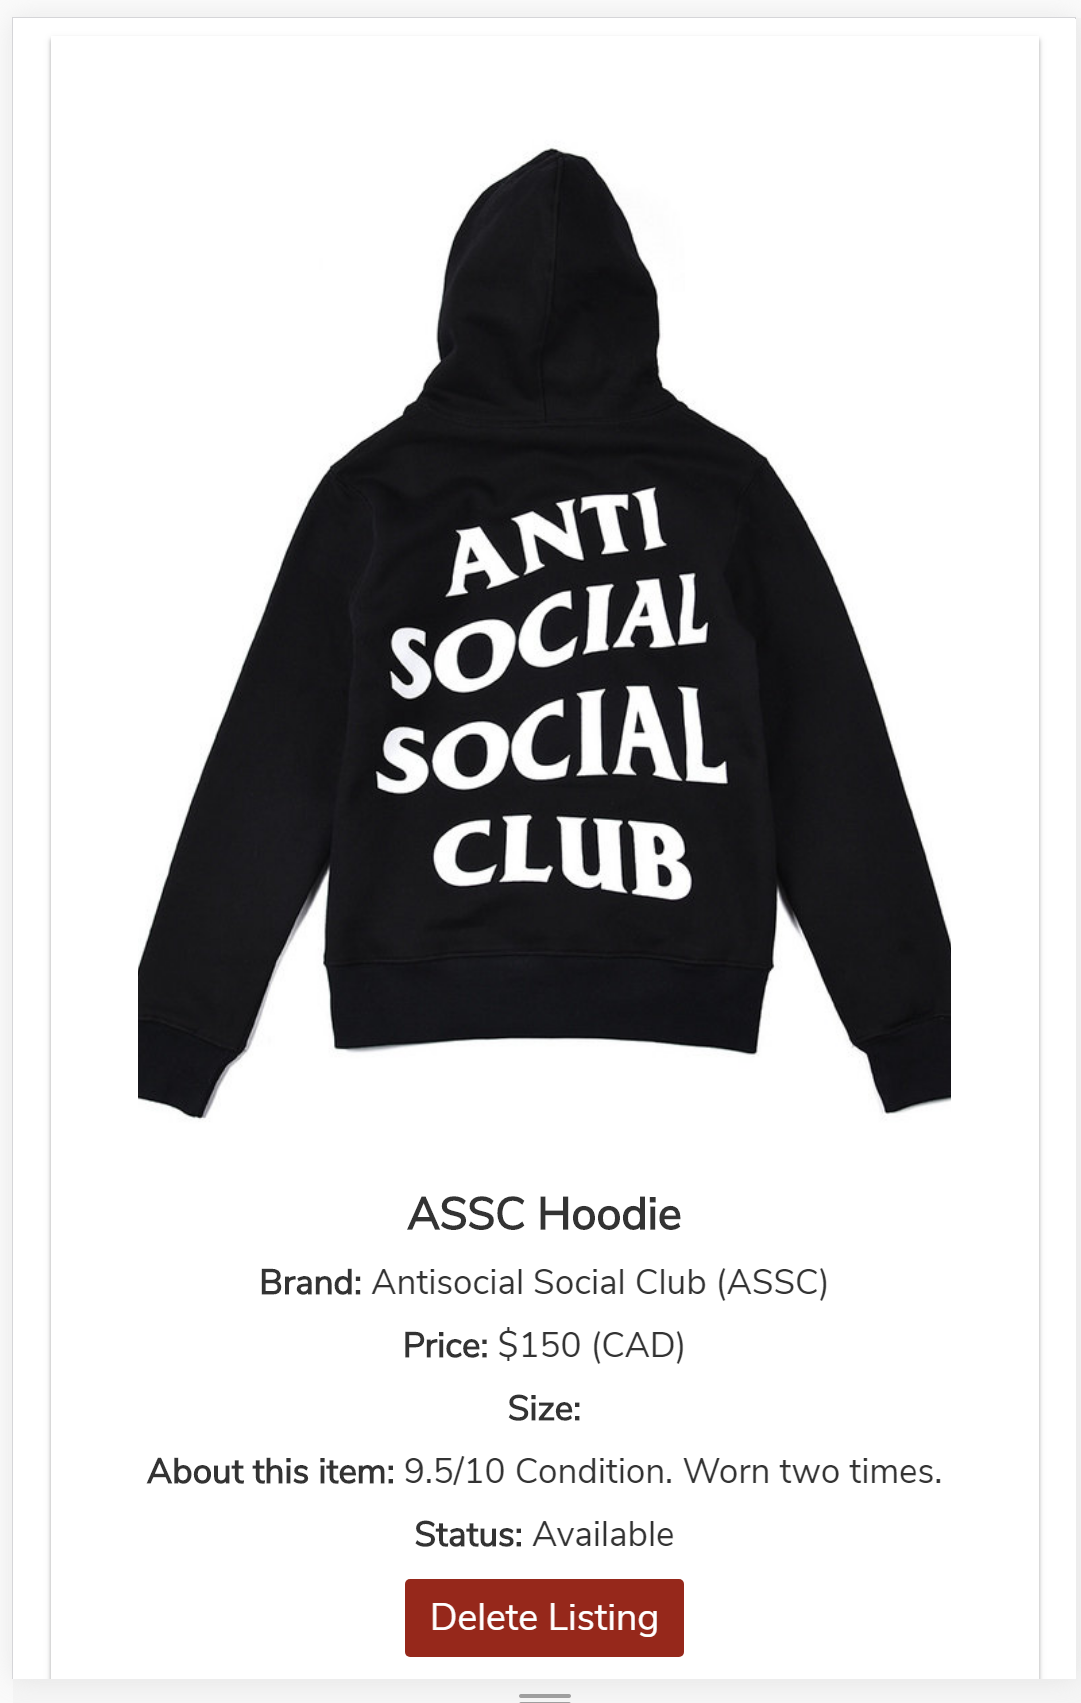 ANTI
SOCIAL
SOCIAL
CLUB
ASSC Hoodie
Brand: Antisocial Social Club (ASSC)
Price: $150 (CAD)
Size:
About this item: 9.5/10 Condition. Worn two times.
Status: Available
Delete Listing